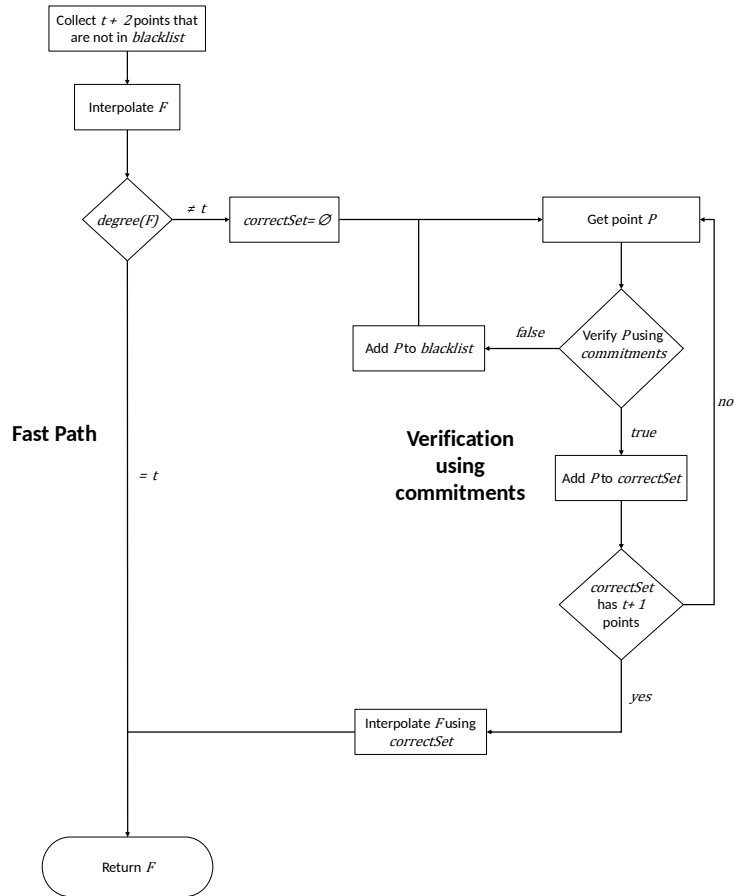 Collect t + 2 points that
are not in blacklist
Interpolate F
degree(F)
≠ t
correctSet= ∅
Get point P
Add P to blacklist
false
Verify P using
commitments
no
Fast Path
Verification
using
commitments
true
= t
Add P to correctSet
correctSet
has t+ 1
points
yes
Interpolate F using
correctSet
Return F